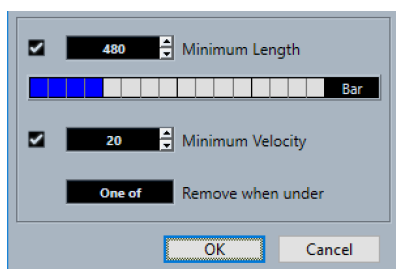 480 Minimum Length
Bar
20 Minimum Velocity
One of Remove when under
OK Cancel